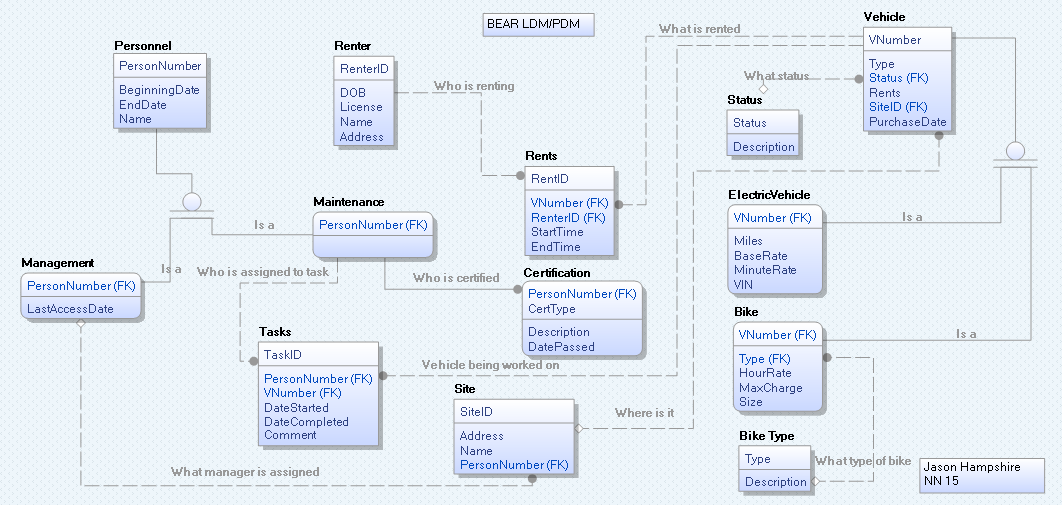 BEAR LDM/PDM
Personnel
PersonNumber
BeginningDate
EndDate
Name
Renter
RenterID
DOB
License
Name
Address
Who is renting
What is rented
Vehicle
VNumber
Type
Status (FK)
Rents
SiteID (FK)
PurchaseDate
What status
Status
Status
Description
Rents
RentID
VNumber (FK)
RenterID (FK)
StartTime
EndTime
Maintenance
PersonNumber (FK)
Is a
Is a
Management
PersonNumber (FK)
LastAccessDate
Who is assigned to task
Who is certified
Certification
PersonNumber (FK)
CertType
Description
DatePassed
ElectricVehicle
VNumber (FK)
Miles
BaseRate
MinuteRate
VIN
Is a
Bike
VNumber (FK)
Type (FK)
HourRate
MaxCharge
Size
Is a
Tasks
TaskID
PersonNumber (FK)
VNumber (FK)
DateStarted
DateCompleted
Comment
Vehicle being worked on
Site
SiteID
Address
Name
PersonNumber (FK)
Where is it
What manager is assigned
Bike Type
Type
Description
What type of bike
Jason Hampshire
NN 15